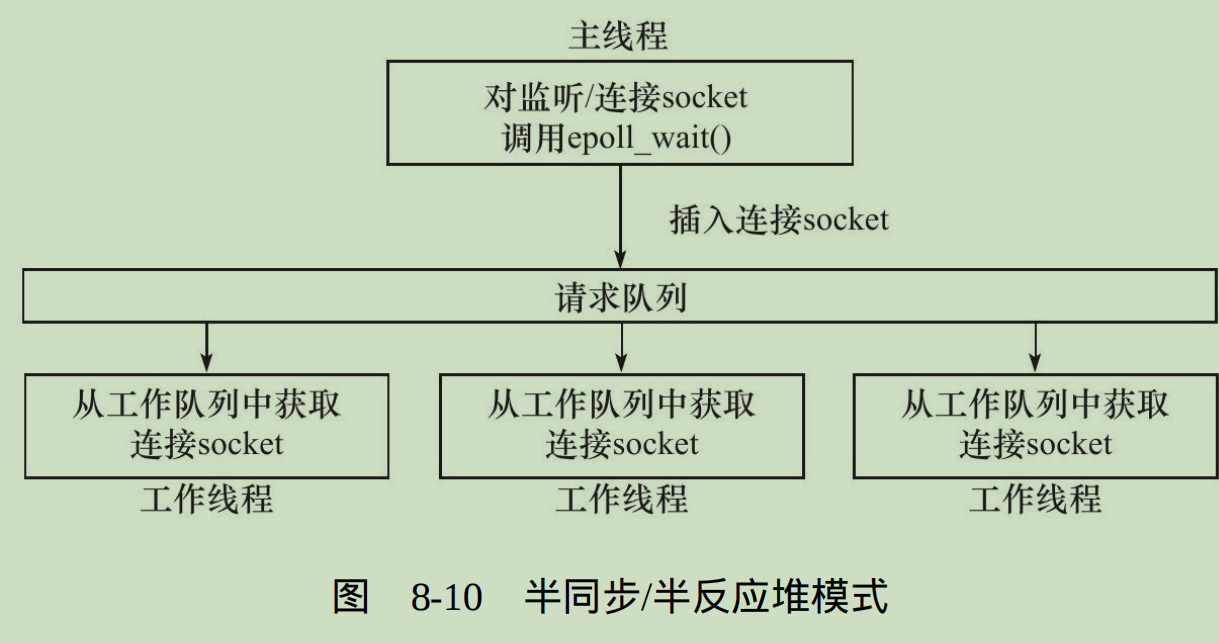 主线程
对监听/连接socket
调用epoll_wait()
插入连接socket
请求队列
从工作队列中获取
连接socket
从工作队列中获取
连接socket
从工作队列中获取
连接socket
工作线程
工作线程
工作线程
图 8-10 半同步/半反应堆模式